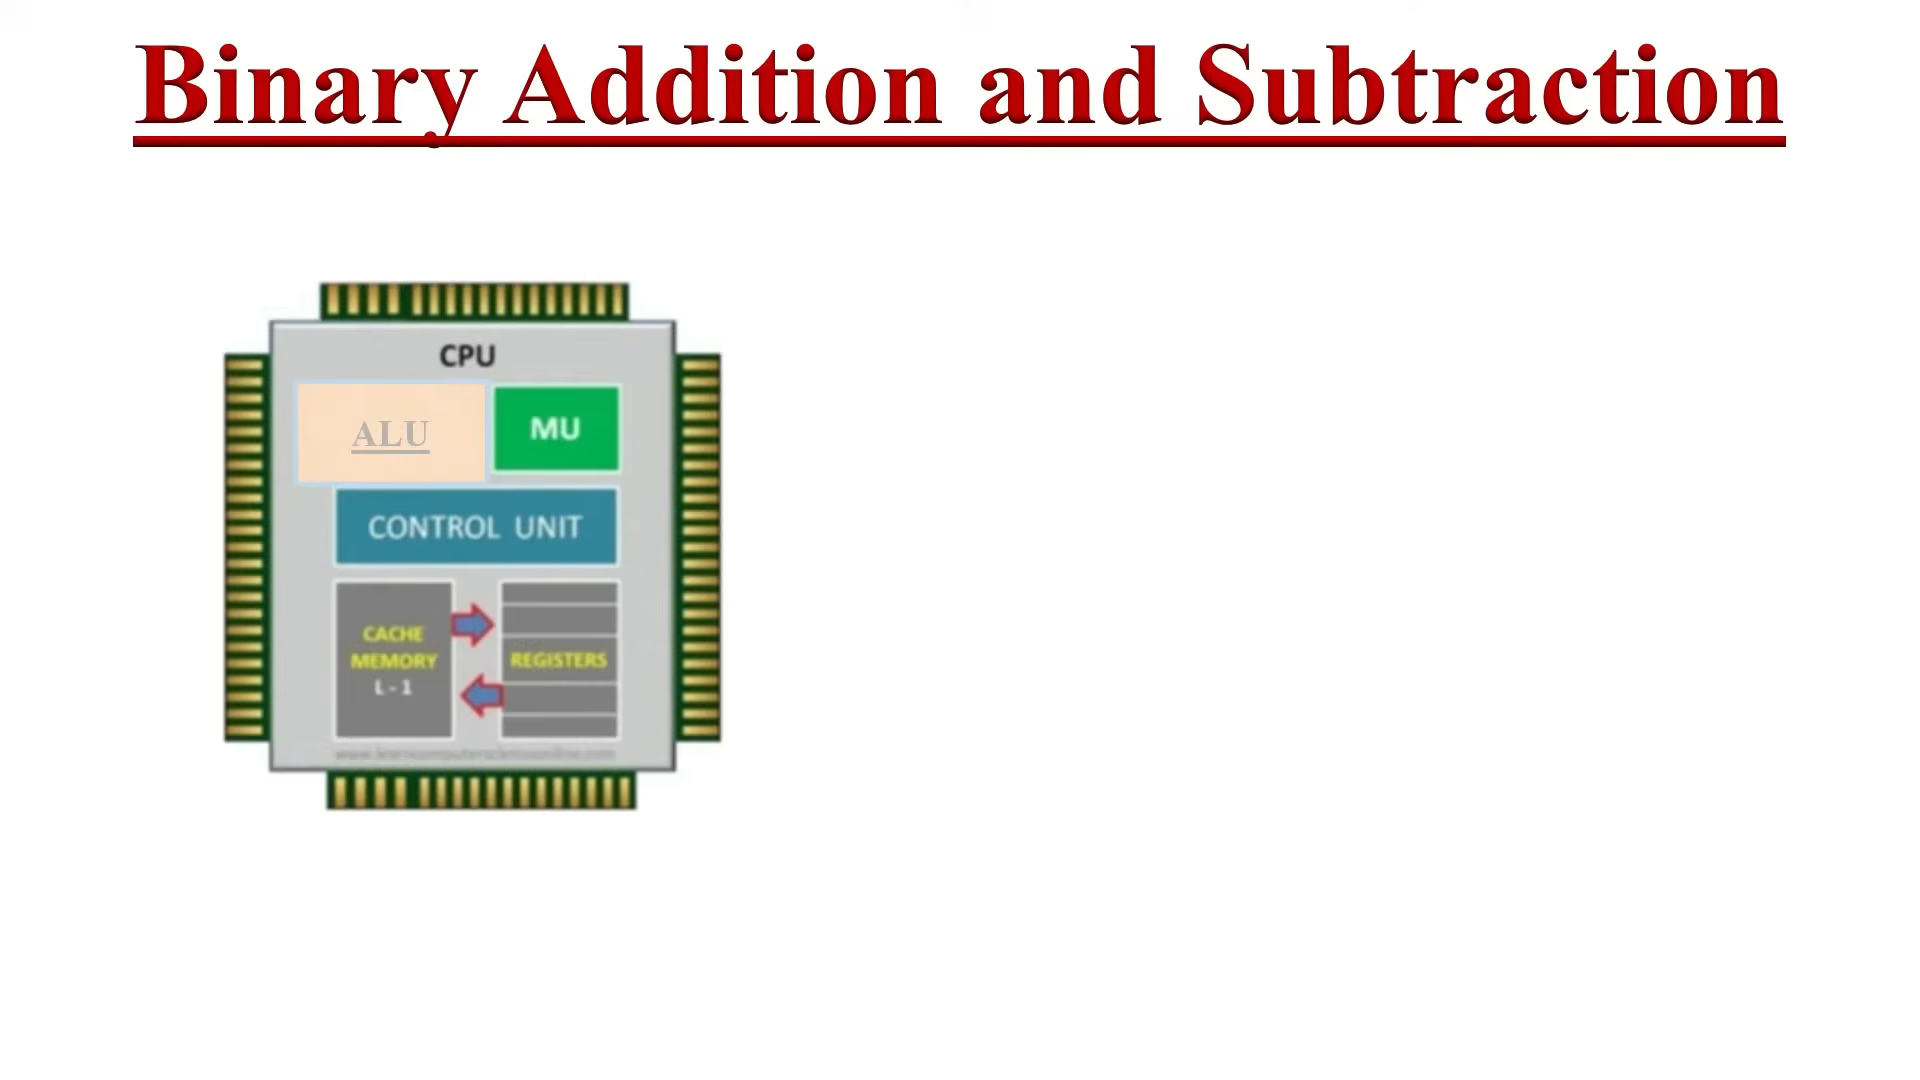 Binary Addition and Subtraction
CPU
ALU
MU
CONTROL UNIT
CACHE
MEMORY
L - 1
REGISTERS